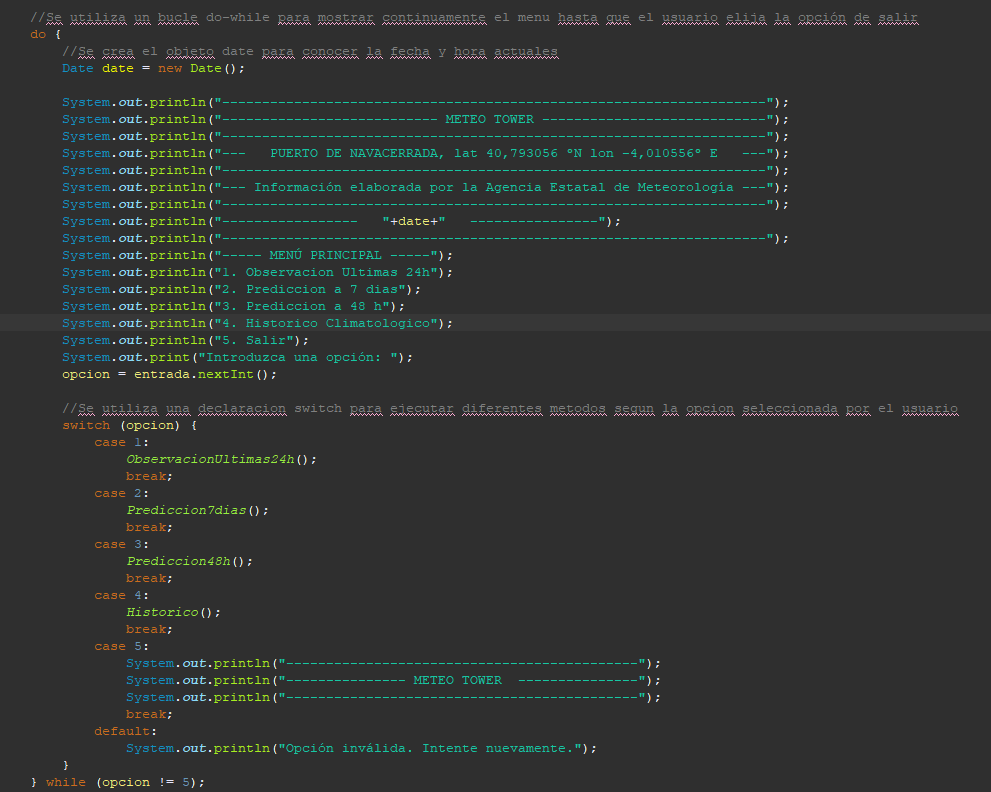 //Se utiliza un bucle do-while para mostrar continuamente el menu hasta que el usuario elija la opción de salir
do {
    //Se crea el objeto date para conocer la fecha y hora actuales
    Date date = new Date();

    System.out.println("--------------------------------------------------------------------");
    System.out.println("--------------------------- METEO TOWER ----------------------------");
    System.out.println("--------------------------------------------------------------------");
    System.out.println("---   PUERTO DE NAVACERRADA, lat 40,793056 ºN lon -4,010556º E   ---");
    System.out.println("--------------------------------------------------------------------");
    System.out.println("--- Información elaborada por la Agencia Estatal de Meteorología ---");
    System.out.println("--------------------------------------------------------------------");
    System.out.println("-----------------   "+date+"   ----------------");
    System.out.println("--------------------------------------------------------------------");
    System.out.println("----- MENÚ PRINCIPAL -----");
    System.out.println("1. Observacion Ultimas 24h");
    System.out.println("2. Prediccion a 7 dias");
    System.out.println("3. Prediccion a 48 h");
    System.out.println("4. Historico Climatologico");
    System.out.println("5. Salir");
    System.out.print("Introduzca una opción: ");
    opcion = entrada.nextInt();

    //Se utiliza una declaracion switch para ejecutar diferentes metodos segun la opcion seleccionada por el usuario
    switch (opcion) {
        case 1:
            ObservacionUltimas24h();
            break;
        case 2:
            Prediccion7dias();
            break;
        case 3:
            Prediccion48h();
            break;
        case 4:
            Historico();
            break;
        case 5:
            System.out.println("--------------------------------------------");
            System.out.println("--------------- METEO TOWER  ---------------");
            System.out.println("--------------------------------------------");
            break;
        default:
            System.out.println("Opción inválida. Intente nuevamente.");
    }
} while (opcion != 5);